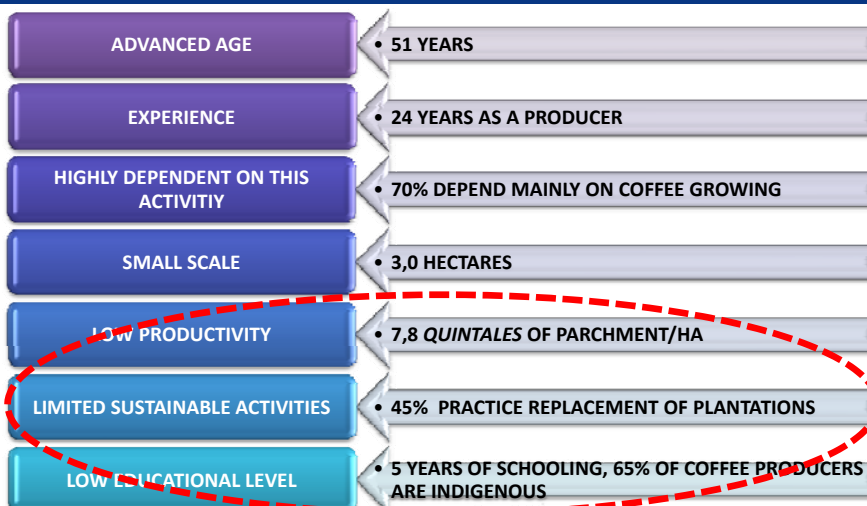 ADVANCED AGE
• 51 YEARS
EXPERIENCE
• 24 YEARS AS A PRODUCER
HIGHLY DEPENDENT ON THIS
ACTIVITIY
• 70% DEPEND MAINLY ON COFFEE GROWING
SMALL SCALE
• 3,0 HECTARES
LOW PRODUCTIVITY
• 7,8 QUINTALES OF PARCHMENT/HA
LIMITED SUSTAINABLE ACTIVITIES
• 45% PRACTICE REPLACEMENT OF PLANTATIONS
LOW EDUCATIONAL LEVEL
• 5 YEARS OF SCHOOLING, 65% OF COFFEE PRODUCERS
ARE INDIGENOUS